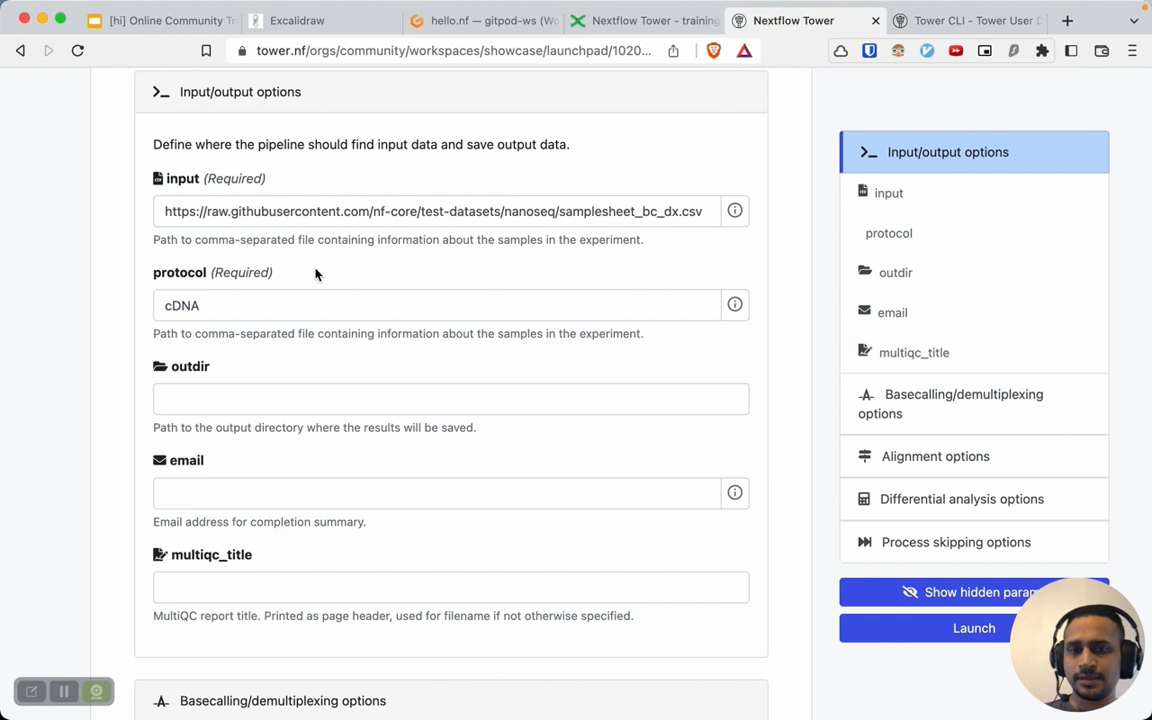 [hi] Online Community Tr
Excalidraw
hello.nf — gitpod-ws (Wo
Nextflow Tower - training
Nextflow Tower
Tower CLI - Tower User D
tower.nf/orgs/community/workspaces/showcase/launchpad/1020...
Input/output options
Define where the pipeline should find input data and save output data.
input (Required)
https://raw.githubusercontent.com/nf-core/test-datasets/nanoseq/samplesheet_bc_dx.csv
Path to comma-separated file containing information about the samples in the experiment.
protocol (Required)
cDNA
Path to comma-separated file containing information about the samples in the experiment.
outdir
Path to the output directory where the results will be saved.
email
Email address for completion summary.
multiqc_title
MultiQC report title. Printed as page header, used for filename if not otherwise specified.
Basecalling/demultiplexing options
Input/output options
input
protocol
outdir
email
multiqc_title
Basecalling/demultiplexing
options
Alignment options
Differential analysis options
Process skipping options
Show hidden param
Launch